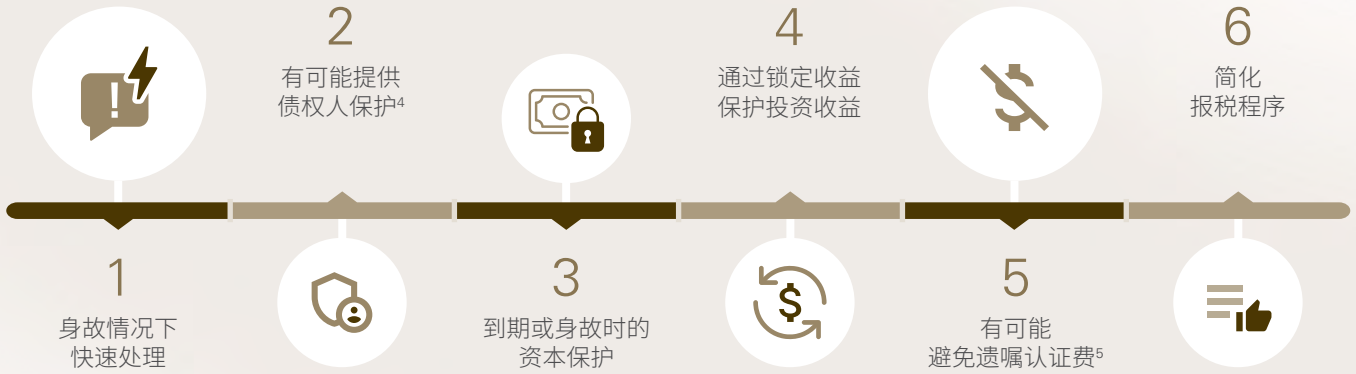 1
身故情况下
快速处理
2
有可能提供
债权人保护⁴
3
到期或身故时的
资本保护
4
通过锁定收益
保护投资收益
5
有可能
避免遗嘱认证费⁵
6
简化
报税程序